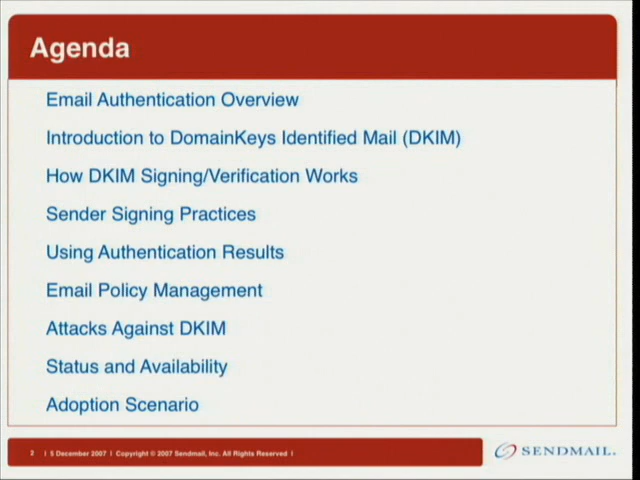 Agenda
Email Authentication Overview
Introduction to DomainKeys Identified Mail (DKIM)
How DKIM Signing/Verification Works
Sender Signing Practices
Using Authentication Results
Email Policy Management
Attacks Against DKIM
Status and Availability
Adoption Scenario
2 | 5 December 2007 | Copyright © 2007 Sendmail, Inc. All Rights Reserved |
SENDMAIL.